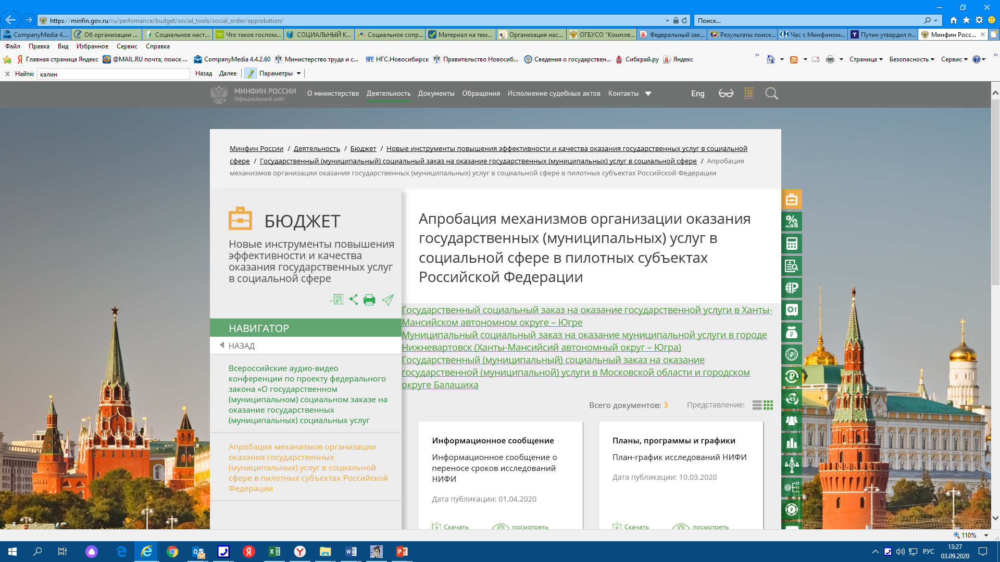 https://minfin.gov.ru/ru/perfomance/budget/social_tools/social_order/approbation/
Поиск...
CompanyMedia 4....
Об организации ...
Социальное наст...
Что такое госпом...
СОЦИАЛЬНЫЙ К...
Социальное сопр...
Материал на тем...
Организация нас...
ОГБУСО "Комплe...
Федеральный зак...
Результаты поиск...
Час с Минфином...
Путин утвердил п...
Минфин Росс...
Файл Правка Вид Избранное Сервис Справка
Главная страница Яндекс
@MAIL.RU почта, поиск ...
CompanyMedia 4.4.2.60
Министерство труда и с...
НГС.Новосибирск
Правительство Новосиб...
Сведения о государствен...
Сибкрай.ру
Яндекс
Страница
Безопасность
Сервис
Найти: калин Назад Далее Параметры
МИНФИН РОССИИ
Официальный сайт
О министерстве Деятельность Документы Обращения Исполнение судебных актов Контакты Eng
Минфин России / Деятельность / Бюджет / Новые инструменты повышения эффективности и качества оказания государственных услуг в социальной
сфере / Государственный (муниципальный) социальный заказ на оказание государственных (муниципальных) услуг в социальной сфере / Апробация
механизмов организации оказания государственных (муниципальных) услуг в социальной сфере в пилотных субъектах Российской Федерации
БЮДЖЕТ
Новые инструменты повышения
эффективности и качества
оказания государственных услуг
в социальной сфере
НАВИГАТОР
НАЗАД
Всероссийские аудио-видео
конференции по проекту федерального
закона «О государственном
(муниципальном) социальном заказе на
оказание государственных
(муниципальных) социальных услуг
Апробация механизмов организации
оказания государственных
(муниципальных) услуг в социальной
сфере в пилотных субъектах Российской
Федерации
Апробация механизмов организации оказания
государственных (муниципальных) услуг в
социальной сфере в пилотных субъектах
Российской Федерации
Государственный социальный заказ на оказание государственной услуги в Ханты-
Мансийском автономном округе – Югре
Муниципальный социальный заказ на оказание муниципальной услуги в городе
Нижневартовск (Ханты-Мансийсий автономный округ – Югра)
Государственный (муниципальный) социальный заказ на оказание
государственной (муниципальной) услуги в Московской области и городском
округе Балашиха
Всего документов: 3 Представление:
Информационное сообщение
Информационное сообщение о
переносе сроков исследований
НИФИ
Дата публикации: 01.04.2020
Скачать посмотреть
Планы, программы и графики
План-график исследований НИФИ
Дата публикации: 10.03.2020
Скачать посмотреть
110%
РУС
13:27
03.09.2020